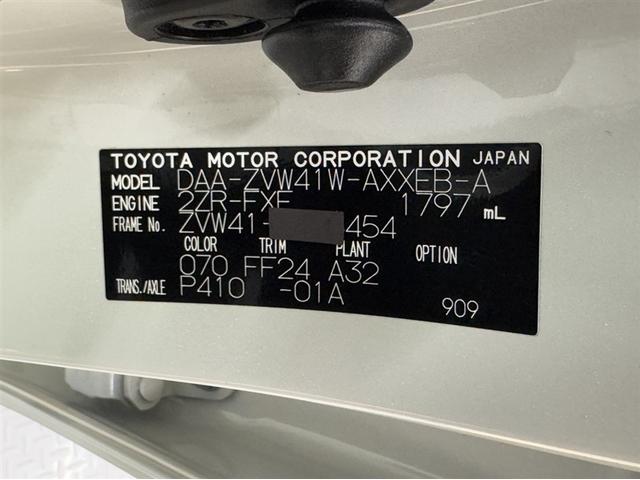 TOYOTA MOTOR CORPORATION JAPAN
MODEL DAA-ZVW41W-AXXEB-A
ENGINE 2ZR-FXE 1797 mL
FRAME No. ZVW41- 454
COLOR TRIM PLANT OPTION
070 FF24 A32
TRANS./AXLE P410 -01A
909